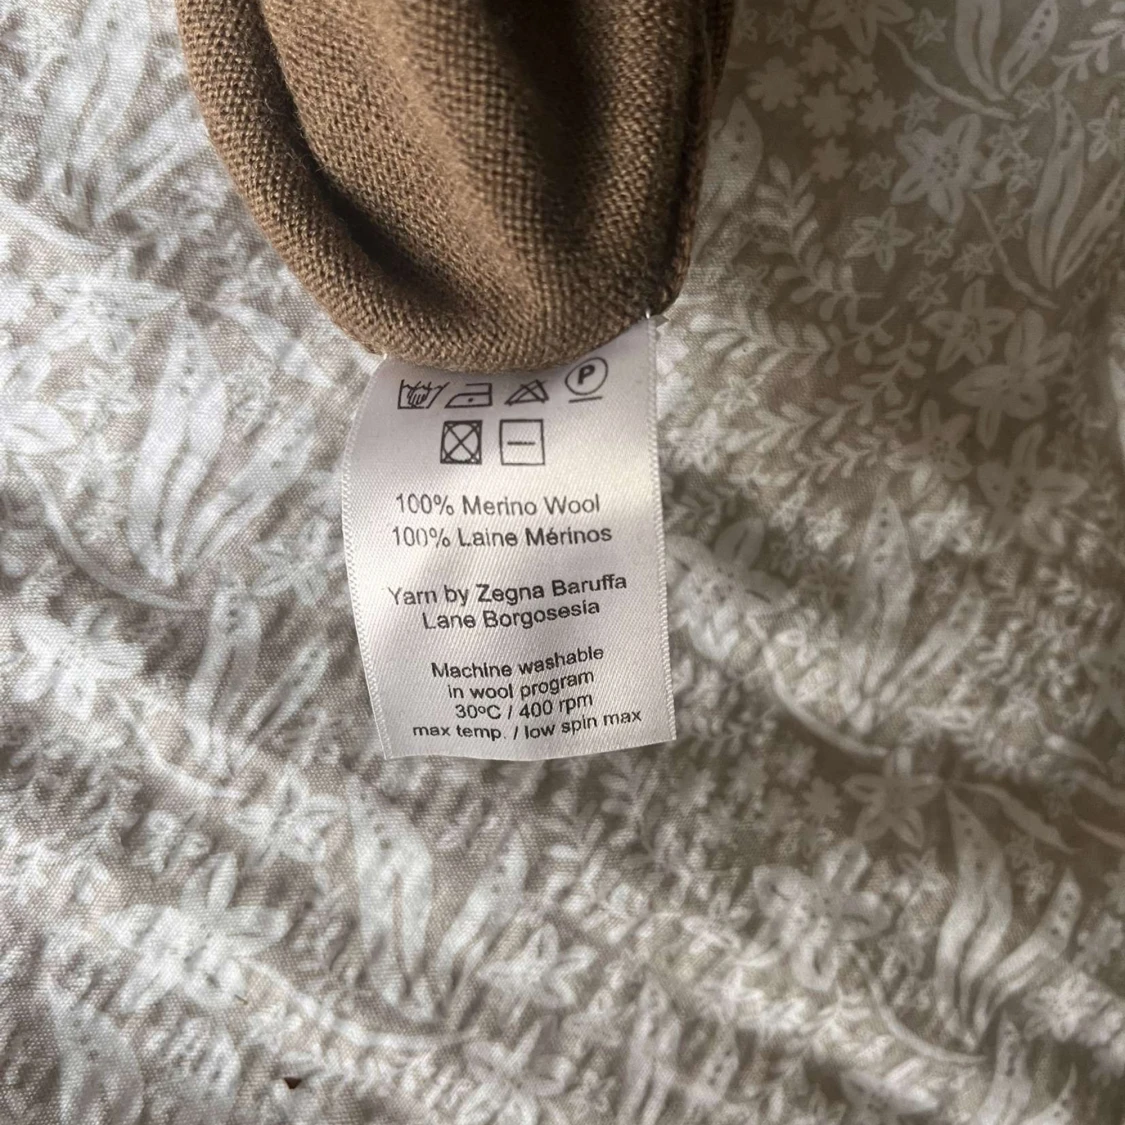 P
100% Merino Wool
100% Laine Mérinos
Yarn by Zegna Baruffa
Lane Borgosesia
Machine washable
in wool program
30ºC / 400 rpm
max temp. / low spin max